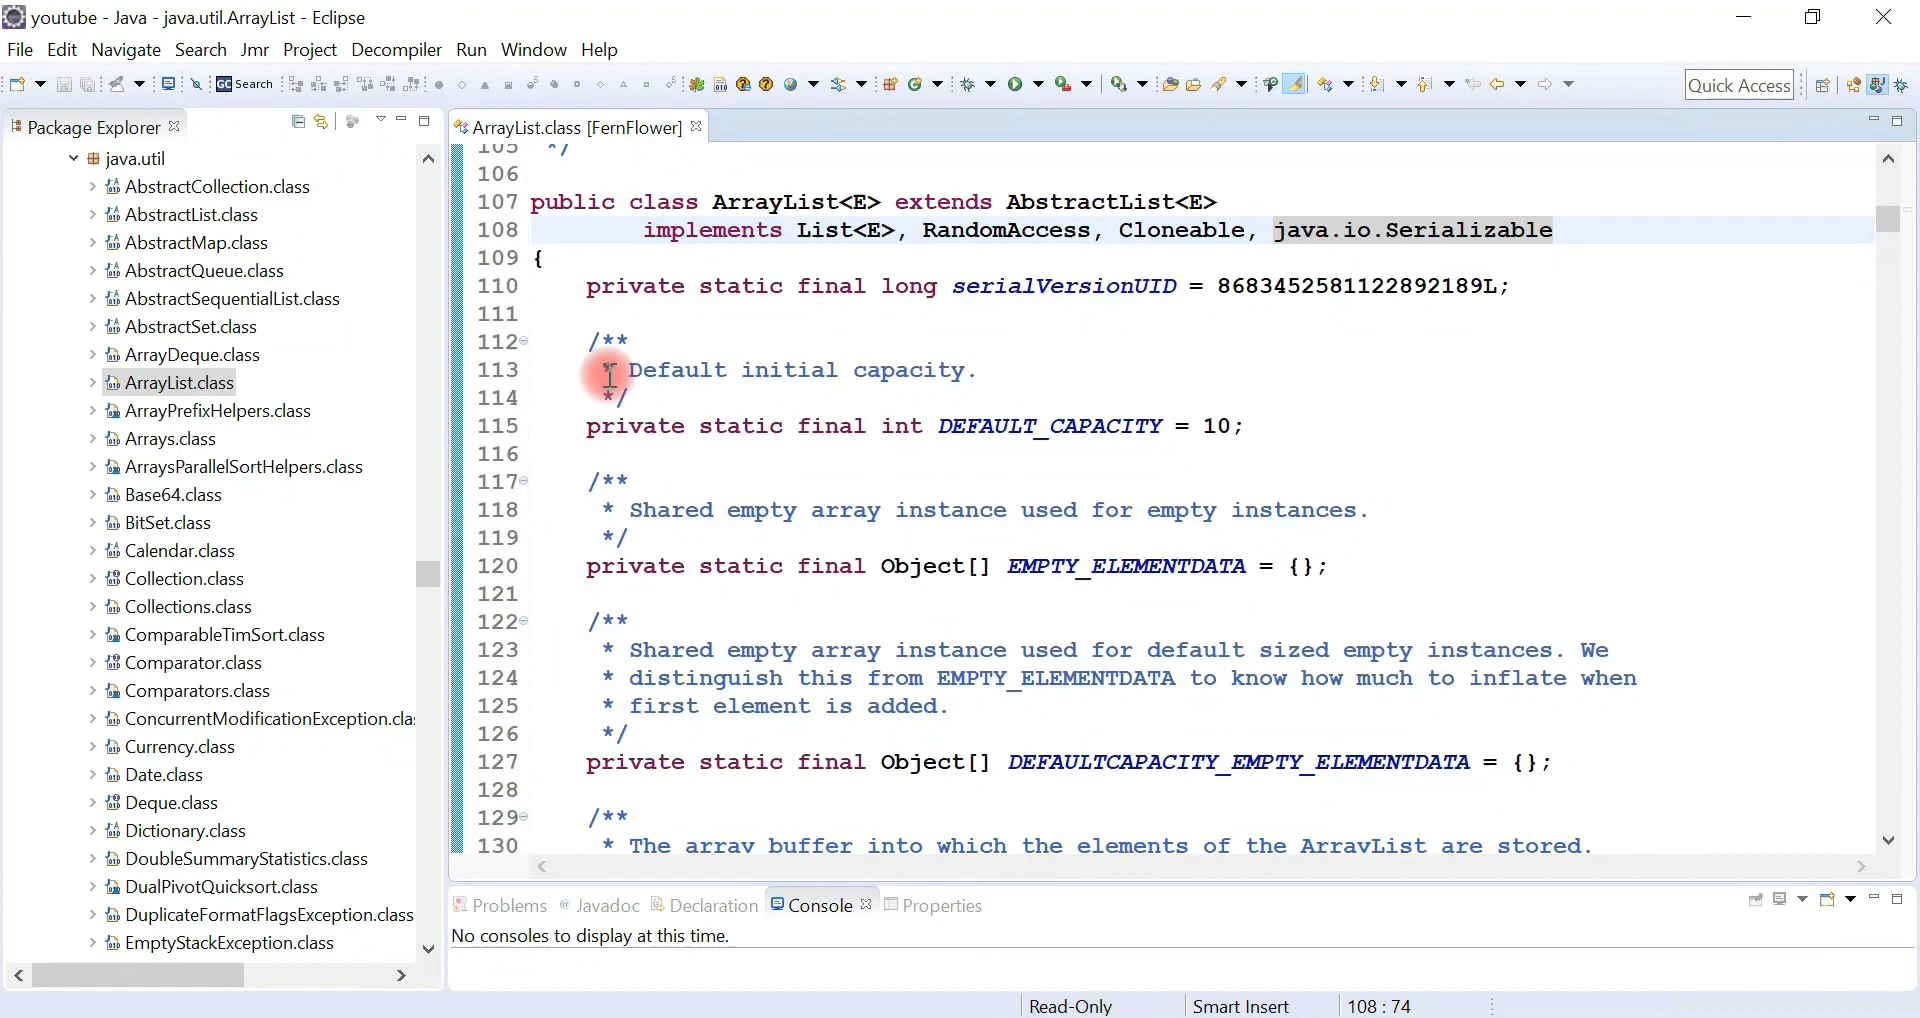 youtube - Java - java.util.ArrayList - Eclipse
File Edit Navigate Search Jmr Project Decompiler Run Window Help
GC Search
Quick Access
Package Explorer
java.util
AbstractCollection.class
AbstractList.class
AbstractMap.class
AbstractQueue.class
AbstractSequentialList.class
AbstractSet.class
ArrayDeque.class
ArrayList.class
ArrayPrefixHelpers.class
Arrays.class
ArraysParallelSortHelpers.class
Base64.class
BitSet.class
Calendar.class
Collection.class
Collections.class
ComparableTimSort.class
Comparator.class
Comparators.class
ConcurrentModificationException.cla
Currency.class
Date.class
Deque.class
Dictionary.class
DoubleSummaryStatistics.class
DualPivotQuicksort.class
DuplicateFormatFlagsException.class
EmptyStackException.class
ArrayList.class [FernFlower]
105 */
106
107 public class ArrayList<E> extends AbstractList<E>
108 implements List<E>, RandomAccess, Cloneable, java.io.Serializable
109 {
110 private static final long serialVersionUID = 8683452581122892189L;
111
112 /**
113 * Default initial capacity.
114 */
115 private static final int DEFAULT_CAPACITY = 10;
116
117 /**
118 * Shared empty array instance used for empty instances.
119 */
120 private static final Object[] EMPTY_ELEMENTDATA = {};
121
122 /**
123 * Shared empty array instance used for default sized empty instances. We
124 * distinguish this from EMPTY_ELEMENTDATA to know how much to inflate when
125 * first element is added.
126 */
127 private static final Object[] DEFAULTCAPACITY_EMPTY_ELEMENTDATA = {};
128
129 /**
130 * The array buffer into which the elements of the ArrayList are stored.
Problems @ Javadoc Declaration Console Properties
No consoles to display at this time.
Read-Only Smart Insert 108 : 74